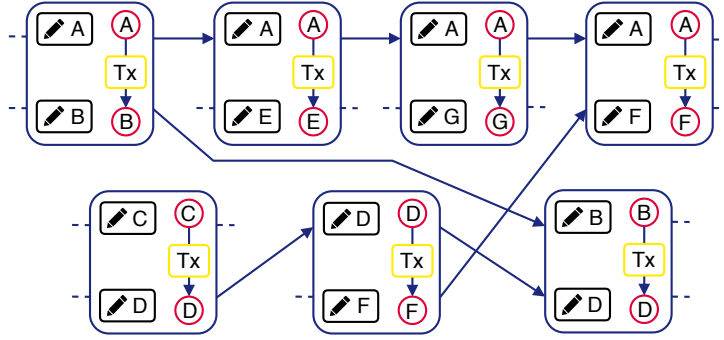 A A A A A A A A
Tx Tx Tx Tx
B B E E G G F F
C C D D B B
Tx Tx Tx
D D F F D D